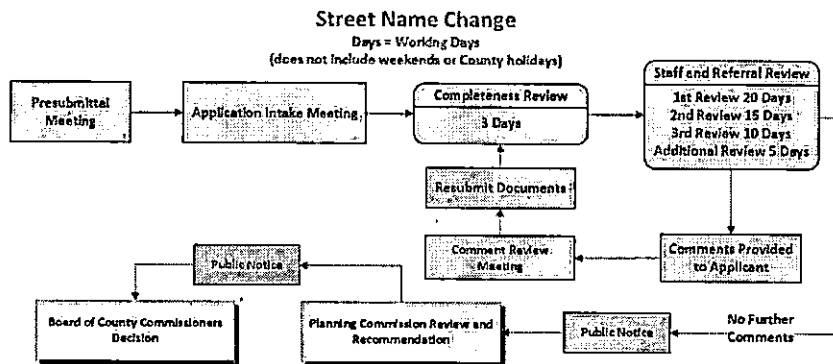 Street Name Change
Days = Working Days
(does not include weekends or County holidays)
Presubmittal
Meeting
Application Intake Meeting
Completeness Review
3 Days
Staff and Referral Review
1st Review 20 Days
2nd Review 15 Days
3rd Review 10 Days
Additional Review 5 Days
Resubmit Documents
Comment Review
Meeting
Comments Provided
to Applicant
Public Notice
Board of County Commissioners
Decision
Planning Commission Review and
Recommendation
Public Notice
No Further
Comments